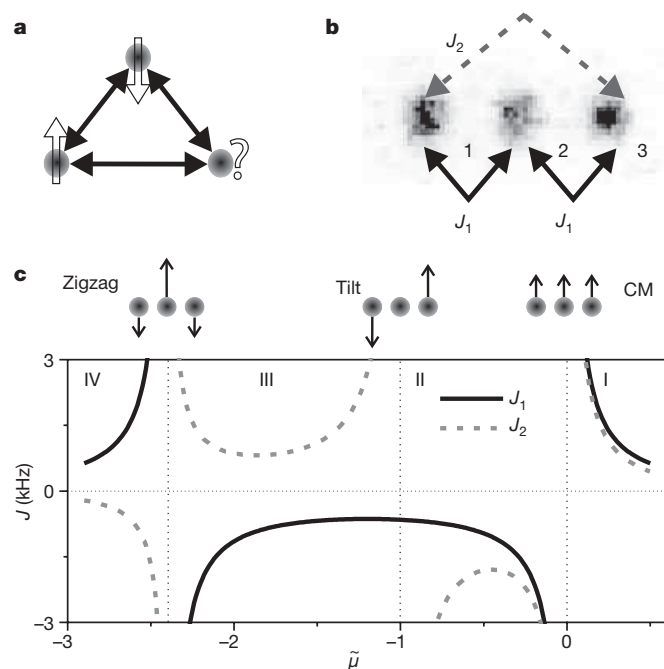 a
b
?
J2
1 2 3
J1 J1
c
Zigzag Tilt CM
3
IV III II I
J1
J2
J (kHz)
0
−3
−3 −2 −1 0
μ̃